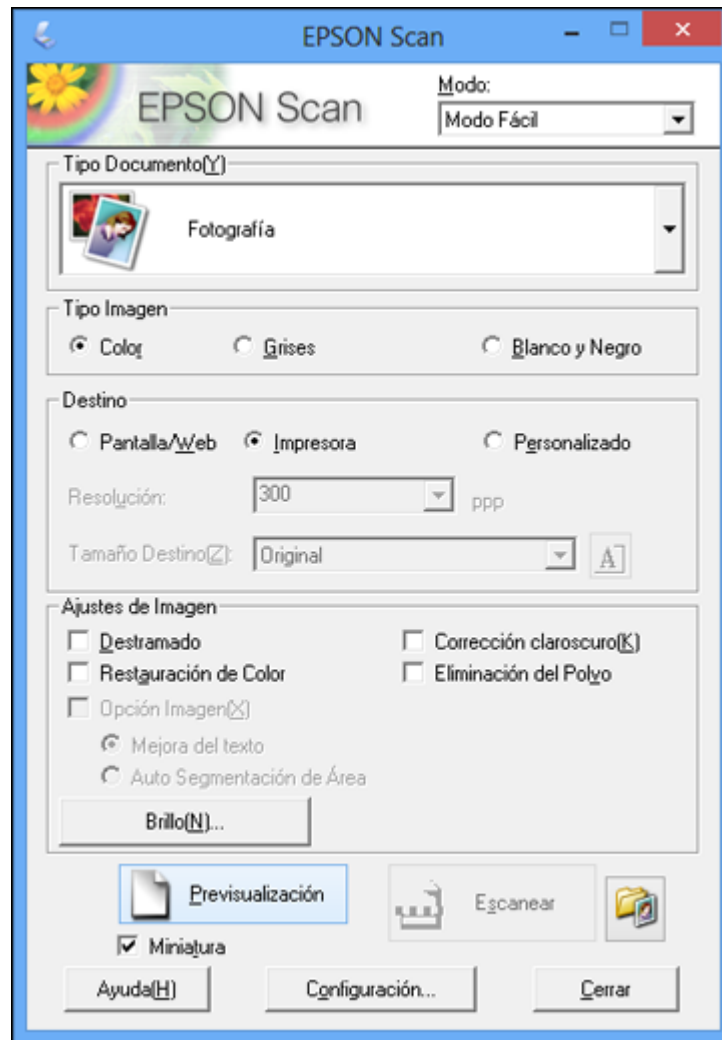 EPSON Scan
EPSON Scan
Modo:
Modo Fácil
Tipo Documento(Y)
Fotografía
Tipo Imagen
Color Grises Blanco y Negro
Destino
Pantalla/Web Impresora Personalizado
Resolución: 300 ppp
Tamaño Destino(Z): Original A
Ajustes de Imagen
Destramado Corrección claroscuro(K)
Restauración de Color Eliminación del Polvo
Opción Imagen(X)
Mejora del texto
Auto Segmentación de Área
Brillo(N)...
Previsualización Escanear
Miniatura
Ayuda(H) Configuración... Cerrar